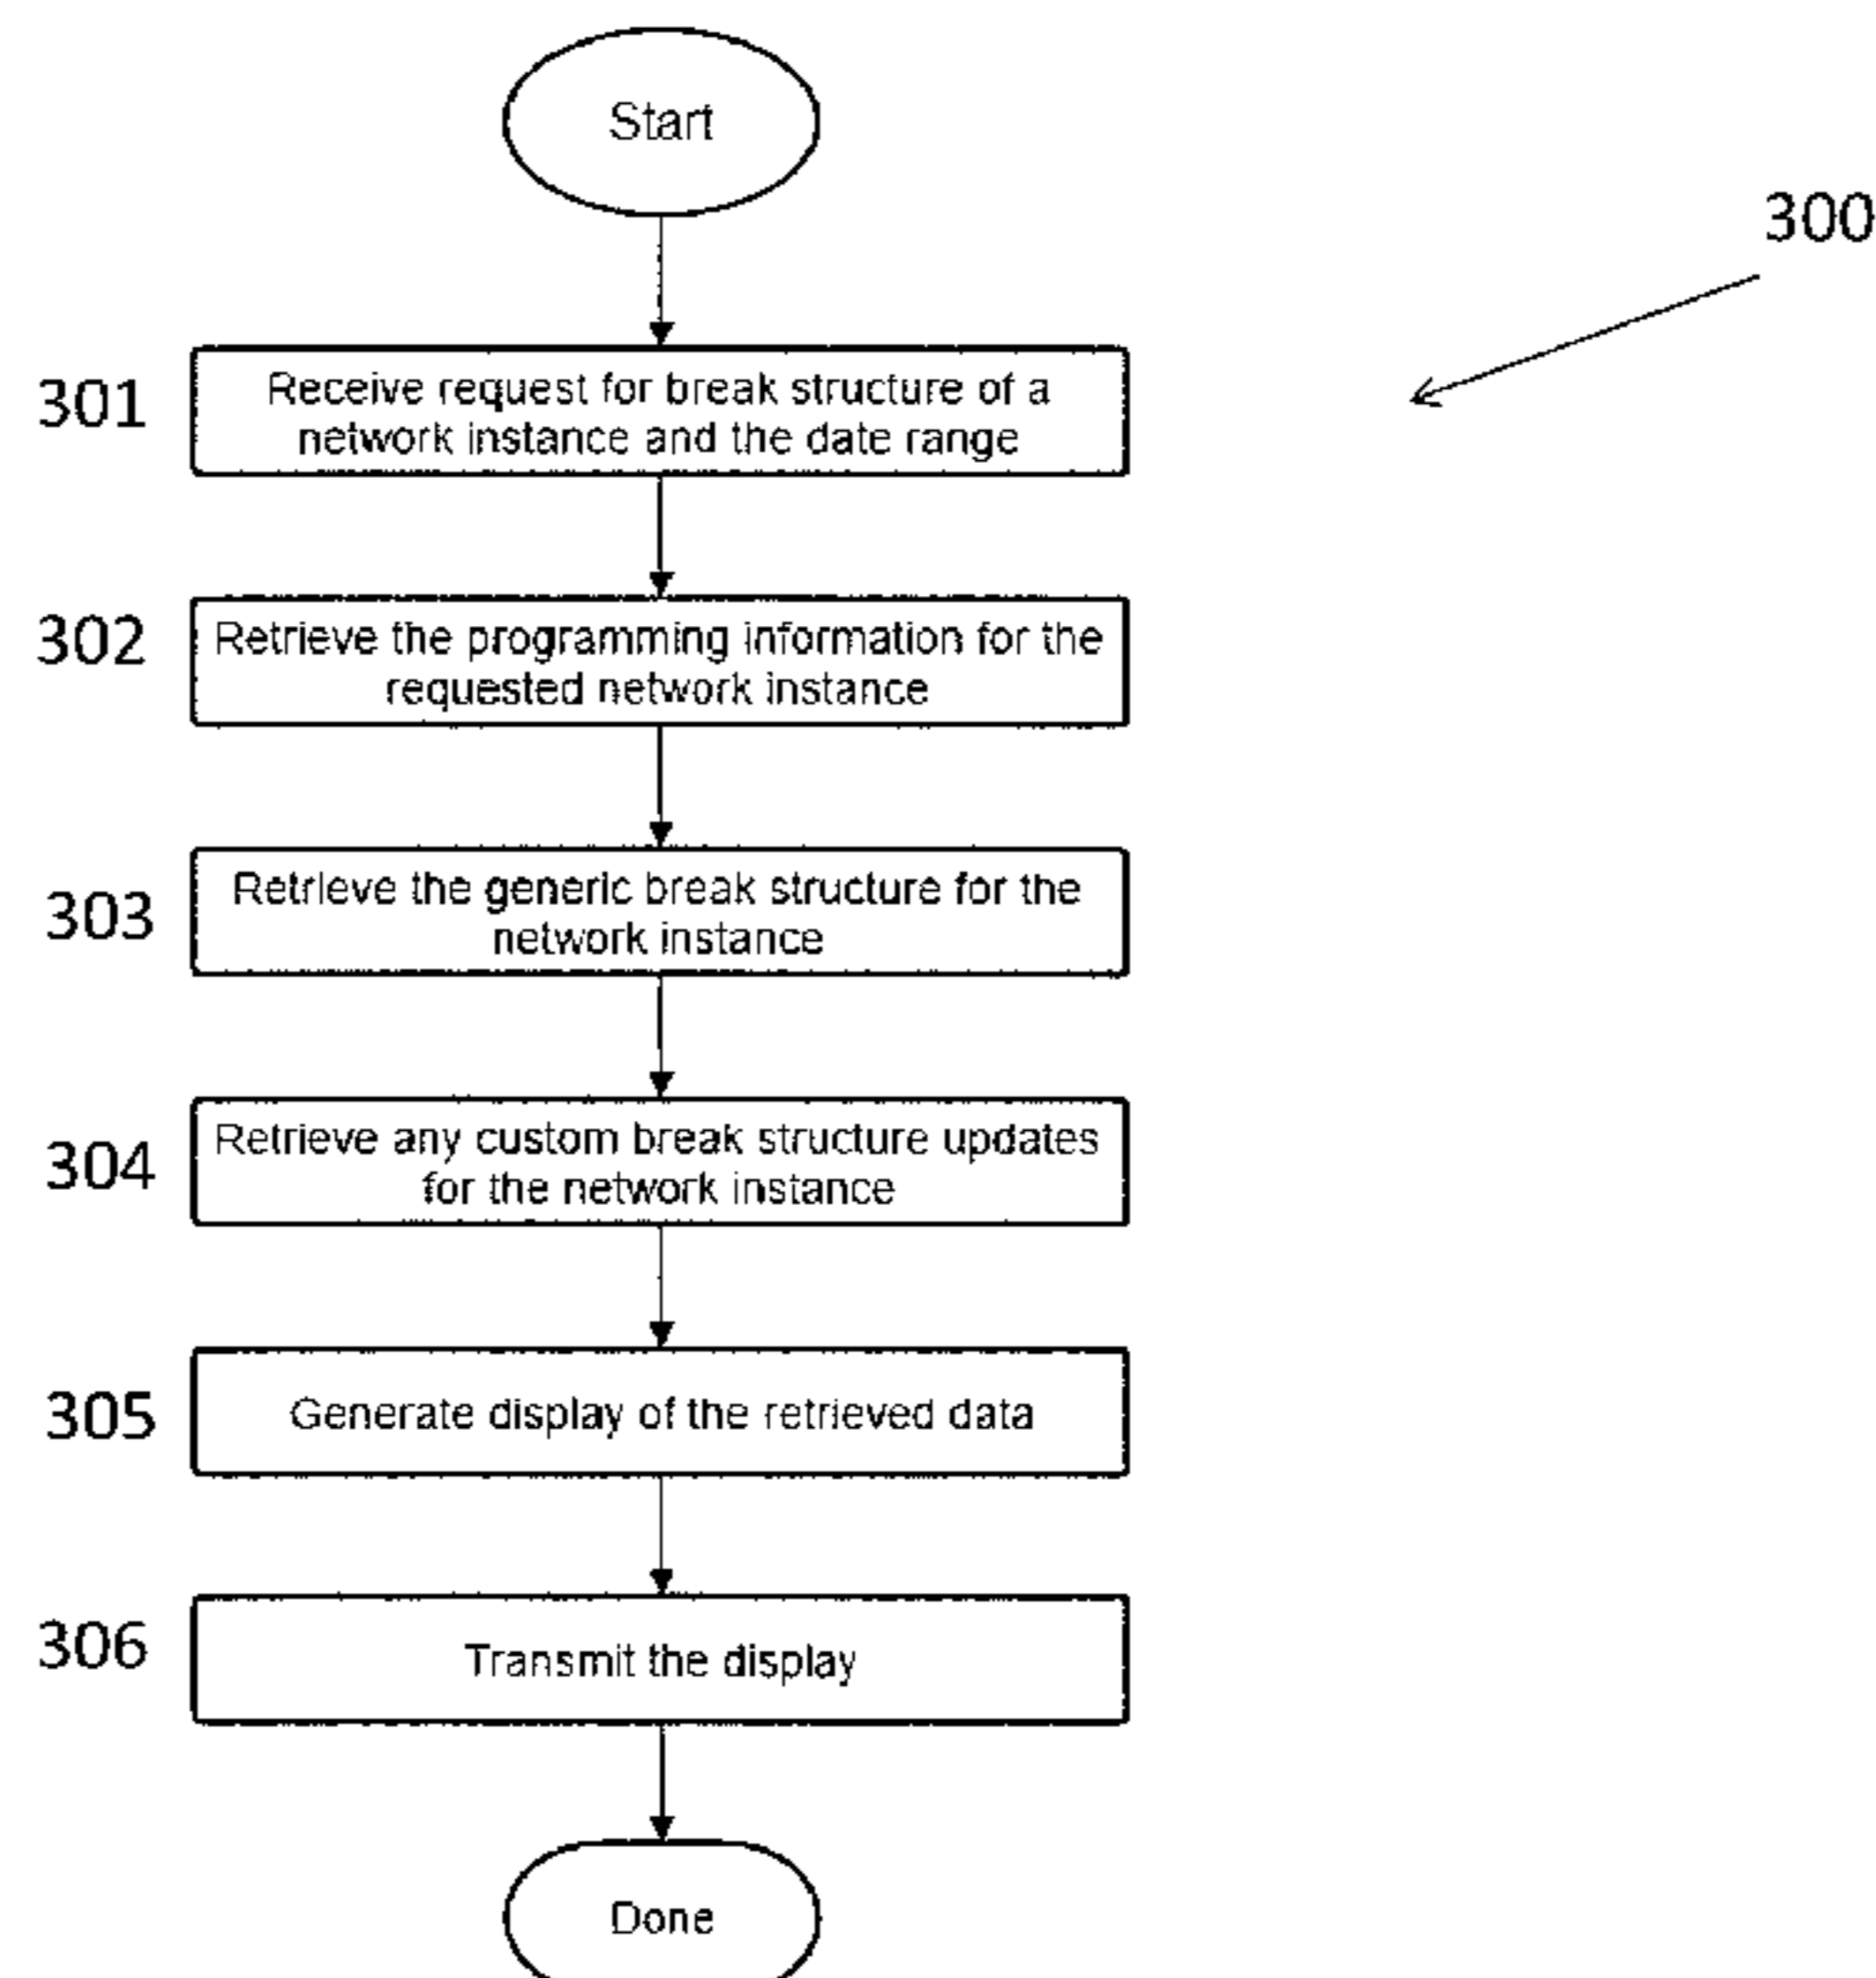 Start
300
301
Receive request for break structure of a
network instance and the date range
302
Retrieve the programming information for the
requested network instance
303
Retrieve the generic break structure for the
network instance
304
Retrieve any custom break structure updates
for the network instance
305
Generate display of the retrieved data
306
Transmit the display
Done